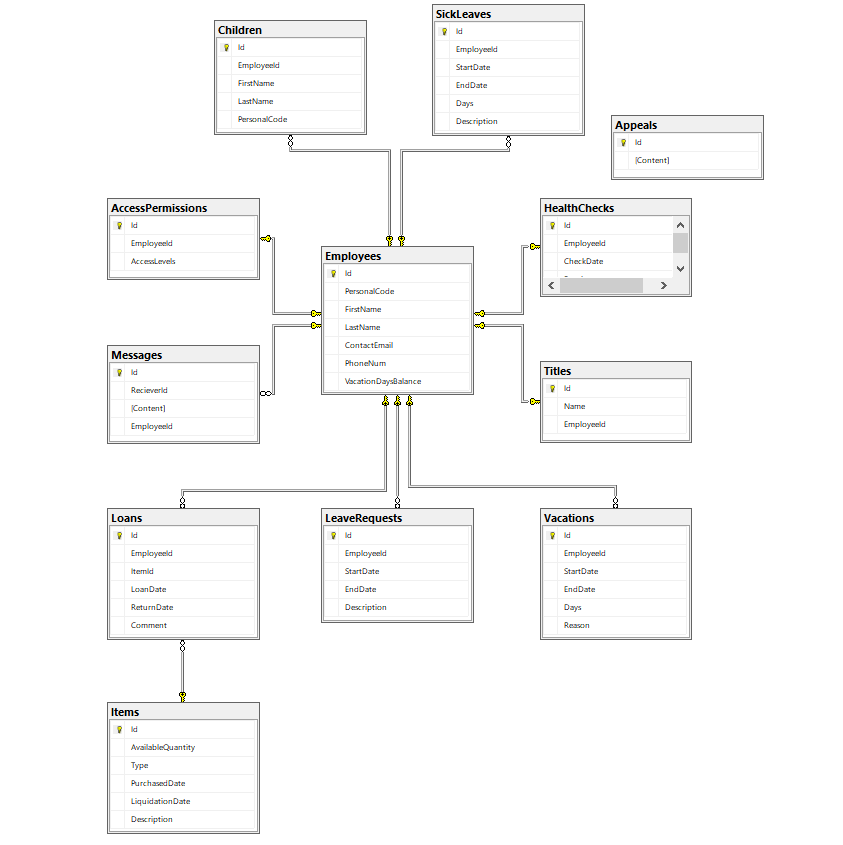 Children
Id
EmployeeId
FirstName
LastName
PersonalCode
SickLeaves
Id
EmployeeId
StartDate
EndDate
Days
Description
Appeals
Id
[Content]
AccessPermissions
Id
EmployeeId
AccessLevels
Employees
Id
PersonalCode
FirstName
LastName
ContactEmail
PhoneNum
VacationDaysBalance
HealthChecks
Id
EmployeeId
CheckDate
Messages
Id
RecieverId
[Content]
EmployeeId
Titles
Id
Name
EmployeeId
Loans
Id
EmployeeId
ItemId
LoanDate
ReturnDate
Comment
LeaveRequests
Id
EmployeeId
StartDate
EndDate
Description
Vacations
Id
EmployeeId
StartDate
EndDate
Days
Reason
Items
Id
AvailableQuantity
Type
PurchasedDate
LiquidationDate
Description